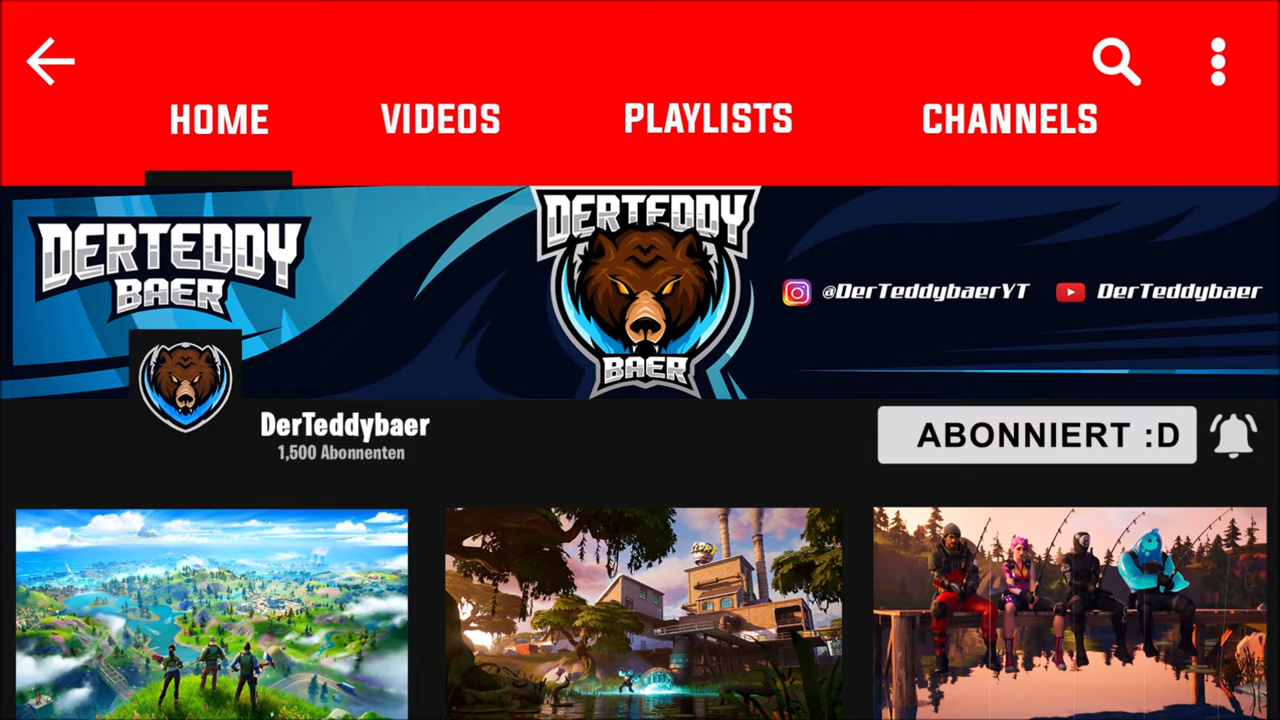 HOME VIDEOS PLAYLISTS CHANNELS
DERTEDDY
BAER
DERTEDDY
BAER
@DerTeddybaerYT DerTeddybaer
DerTeddybaer
1,500 Abonnenten
ABONNIERT :D